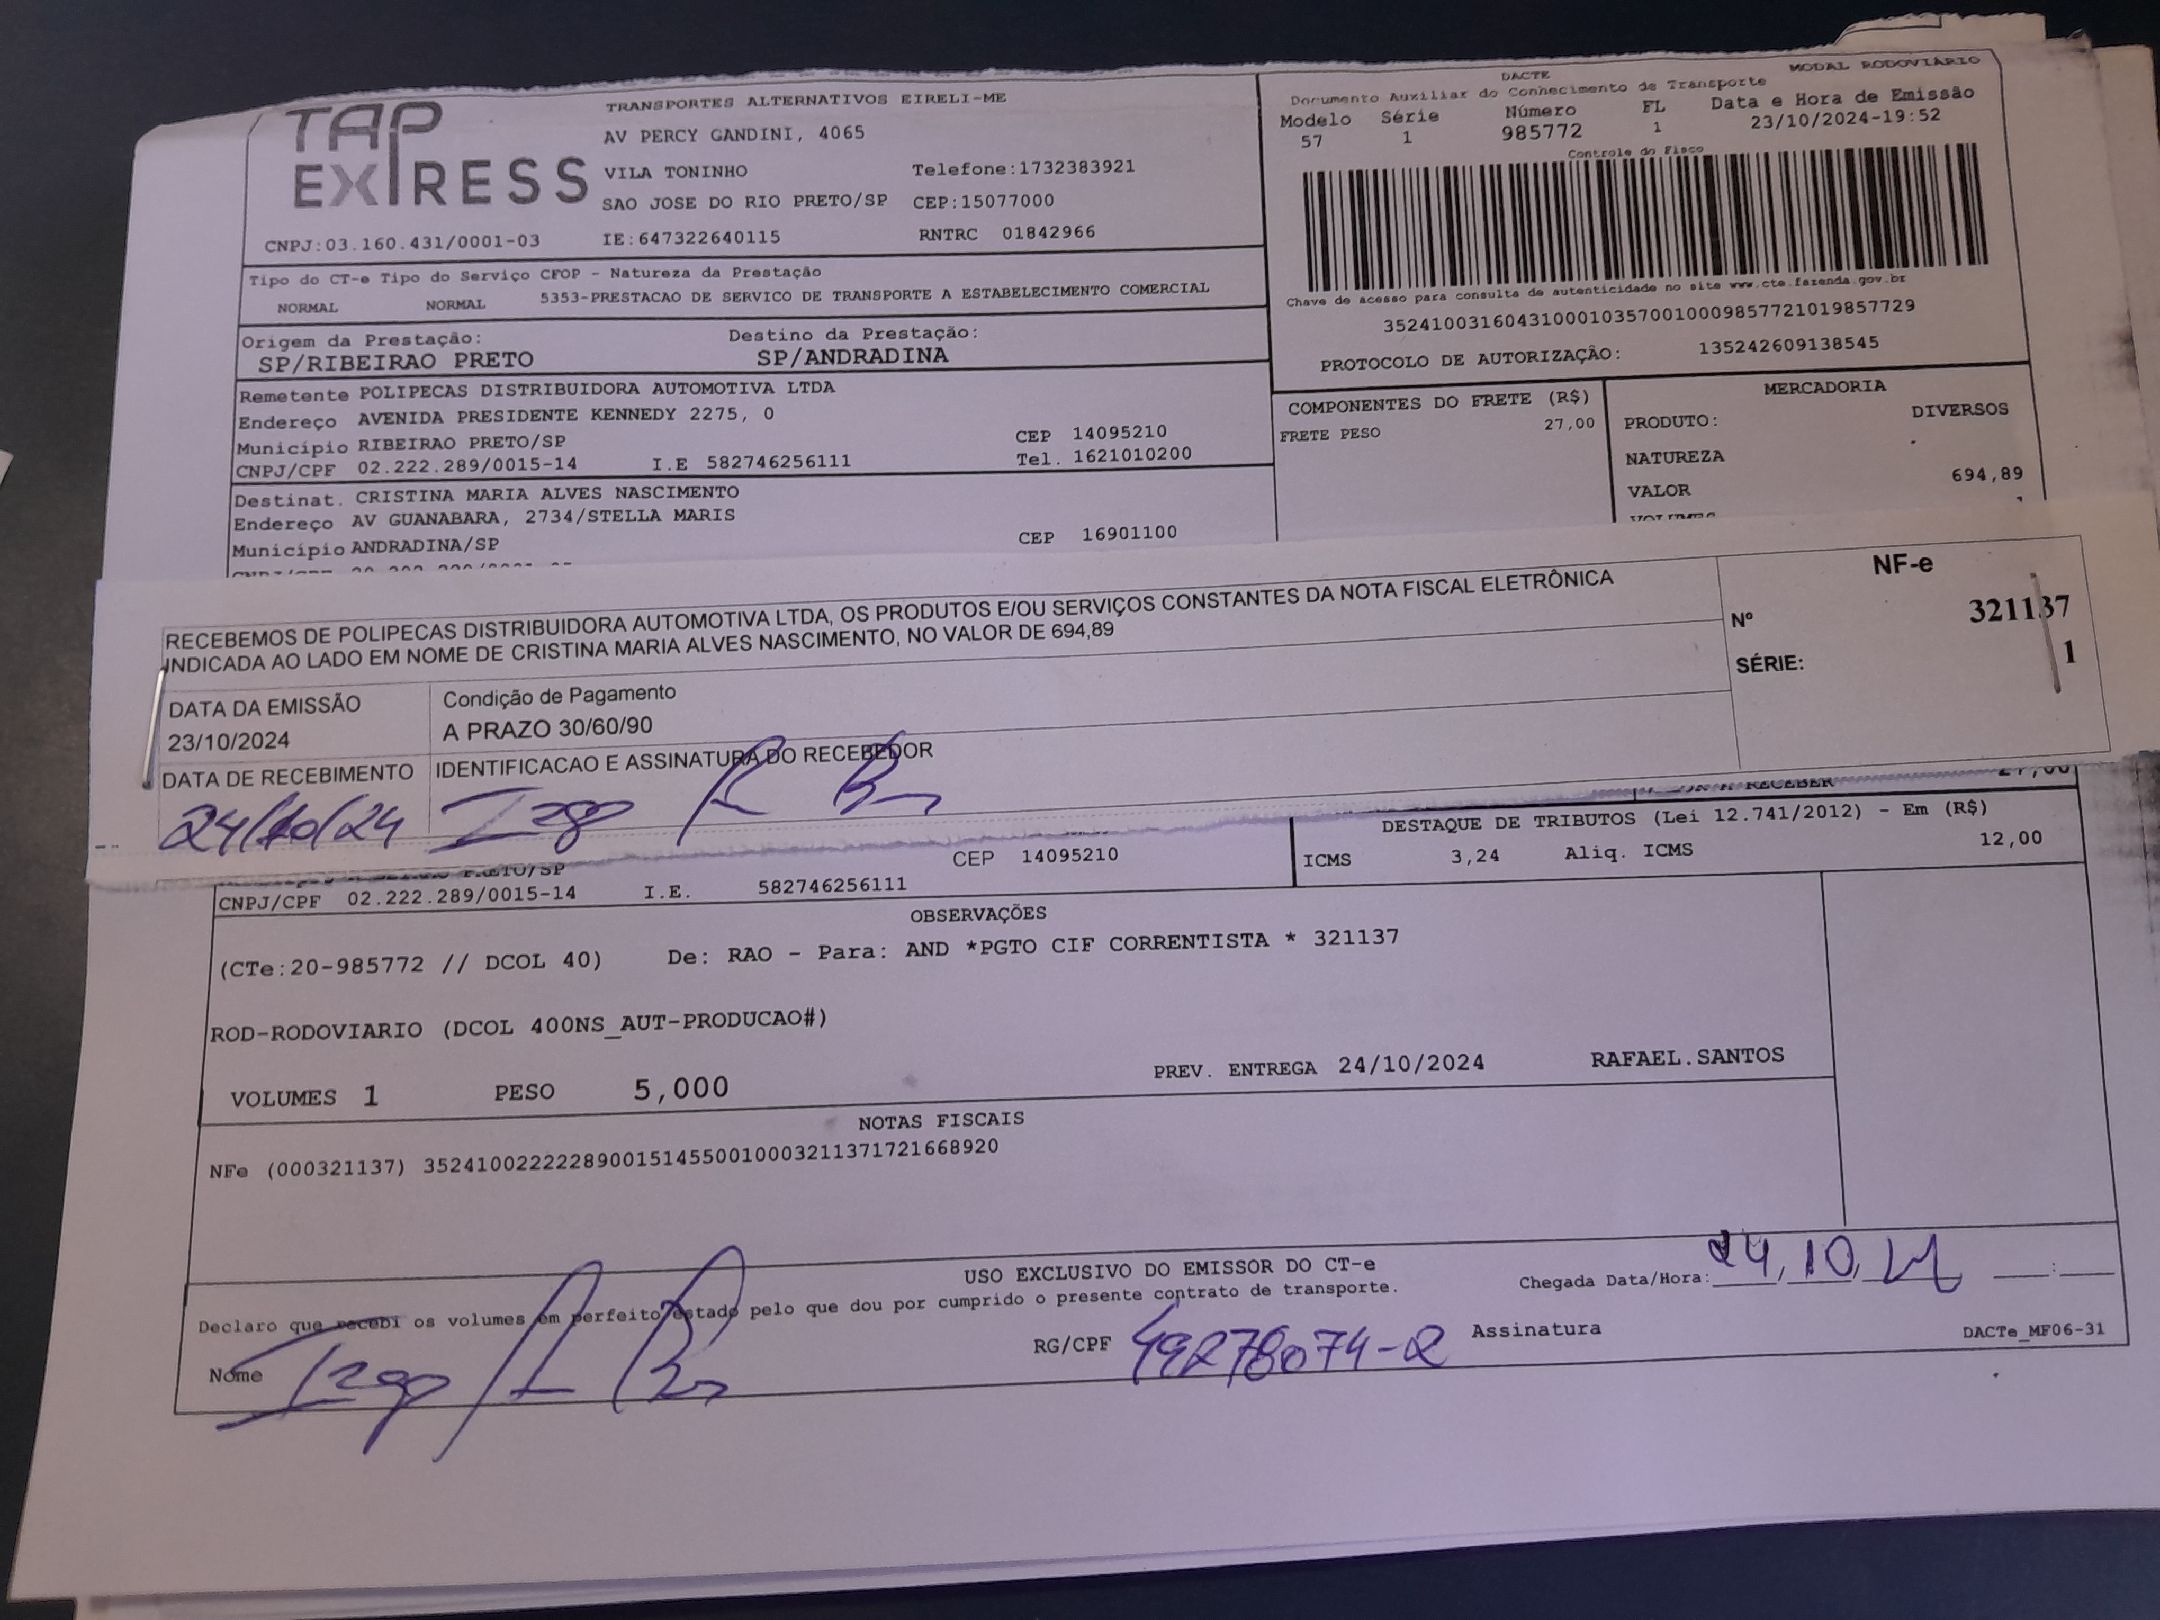 TAP EXPRESS
TRANSPORTES ALTERNATIVOS EIRELI-ME
AV PERCY GANDINI, 4065
VILA TONINHO Telefone:1732383921
SAO JOSE DO RIO PRETO/SP CEP:15077000
CNPJ:03.160.431/0001-03 IE:647322640115 RNTRC 01842966
DACTE MODAL RODOVIARIO
Documento Auxiliar do Conhecimento de Transporte
Modelo Série Número FL Data e Hora de Emissão
57 1 985772 1 23/10/2024-19:52
Controle do Fisco
Chave de acesso para consulta de autenticidade no site www.cte.fazenda.gov.br
35241003160431000103570010009857721019857729
PROTOCOLO DE AUTORIZAÇÃO: 135242609138545
Tipo do CT-e Tipo do Serviço CFOP - Natureza da Prestação
NORMAL NORMAL 5353-PRESTACAO DE SERVICO DE TRANSPORTE A ESTABELECIMENTO COMERCIAL
Origem da Prestação: Destino da Prestação:
SP/RIBEIRAO PRETO SP/ANDRADINA
Remetente POLIPECAS DISTRIBUIDORA AUTOMOTIVA LTDA
Endereço AVENIDA PRESIDENTE KENNEDY 2275, 0
Município RIBEIRAO PRETO/SP CEP 14095210
CNPJ/CPF 02.222.289/0015-14 I.E 582746256111 Tel. 1621010200
Destinat. CRISTINA MARIA ALVES NASCIMENTO
Endereço AV GUANABARA, 2734/STELLA MARIS
Município ANDRADINA/SP CEP 16901100
COMPONENTES DO FRETE (R$)
FRETE PESO 27,00
MERCADORIA
PRODUTO: DIVERSOS
NATUREZA
VALOR 694,89
VOLUMES 1
RECEBEMOS DE POLIPECAS DISTRIBUIDORA AUTOMOTIVA LTDA, OS PRODUTOS E/OU SERVIÇOS CONSTANTES DA NOTA FISCAL ELETRÔNICA
INDICADA AO LADO EM NOME DE CRISTINA MARIA ALVES NASCIMENTO, NO VALOR DE 694,89
NF-e
Nº 321137
SÉRIE: 1
DATA DA EMISSÃO Condição de Pagamento
23/10/2024 A PRAZO 30/60/90
DATA DE RECEBIMENTO IDENTIFICACAO E ASSINATURA DO RECEBEDOR
24/10/24
RECEBER 27,00
DESTAQUE DE TRIBUTOS (Lei 12.741/2012) - Em (R$)
ICMS 3,24 Aliq. ICMS 12,00
CEP 14095210
CNPJ/CPF 02.222.289/0015-14 I.E. 582746256111
OBSERVAÇÕES
(CTe:20-985772 // DCOL 40) De: RAO - Para: AND *PGTO CIF CORRENTISTA * 321137
ROD-RODOVIARIO (DCOL 400NS_AUT-PRODUCAO#)
VOLUMES 1 PESO 5,000 PREV. ENTREGA 24/10/2024 RAFAEL.SANTOS
NOTAS FISCAIS
NFe (000321137) 35241002222289001514550010003211371721668920
USO EXCLUSIVO DO EMISSOR DO CT-e
Declaro que recebi os volumes em perfeito estado pelo que dou por cumprido o presente contrato de transporte.
Chegada Data/Hora: 24, 10, 24 :
Nome RG/CPF 49278074-2 Assinatura DACTe_MF06-31